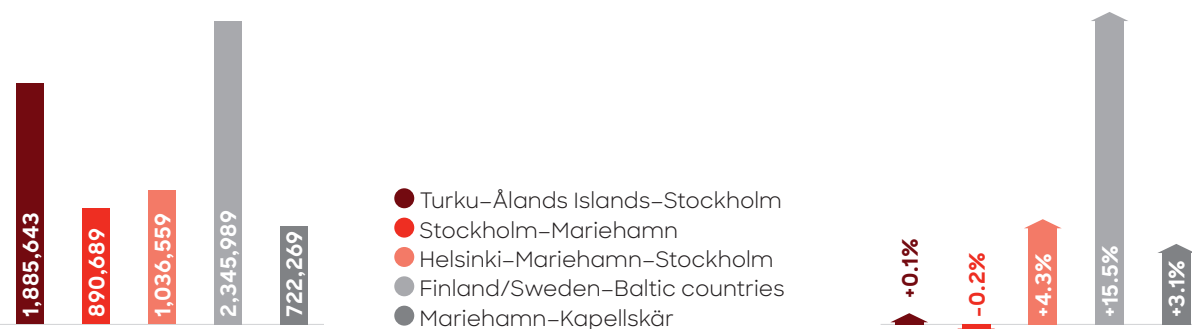 1,885,643
890,689
1,036,559
2,345,989
722,269
Turku–Ålands Islands–Stockholm
Stockholm–Mariehamn
Helsinki–Mariehamn–Stockholm
Finland/Sweden–Baltic countries
Mariehamn–Kapellskär
+0.1%
-0.2%
+4.3%
+15.5%
+3.1%